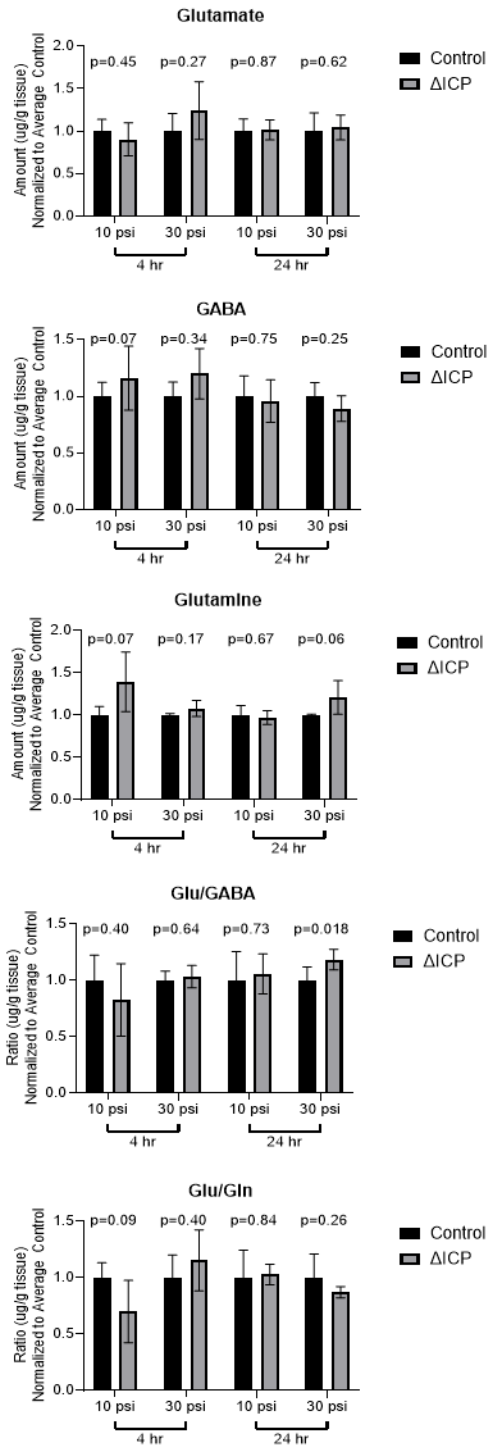 Glutamate
Amount (ug/g tissue)
Normalized to Average Control
2.0
1.5
1.0
0.5
0.0
p=0.45 p=0.27 p=0.87 p=0.62
Control
ΔICP
10 psi 30 psi 10 psi 30 psi
4 hr 24 hr
GABA
Amount (ug/g tissue)
Normalized to Average Control
1.5
1.0
0.5
0.0
p=0.07 p=0.34 p=0.75 p=0.25
Control
ΔICP
10 psi 30 psi 10 psi 30 psi
4 hr 24 hr
Glutamine
Amount (ug/g tissue)
Normalized to Average Control
2.0
1.5
1.0
0.5
0.0
p=0.07 p=0.17 p=0.67 p=0.06
Control
ΔICP
10 psi 30 psi 10 psi 30 psi
4 hr 24 hr
Glu/GABA
Ratio (ug/g tissue)
Normalized to Average Control
1.5
1.0
0.5
0.0
p=0.40 p=0.64 p=0.73 p=0.018
Control
ΔICP
10 psi 30 psi 10 psi 30 psi
4 hr 24 hr
Glu/Gln
Ratio (ug/g tissue)
Normalized to Average Control
1.5
1.0
0.5
0.0
p=0.09 p=0.40 p=0.84 p=0.26
Control
ΔICP
10 psi 30 psi 10 psi 30 psi
4 hr 24 hr